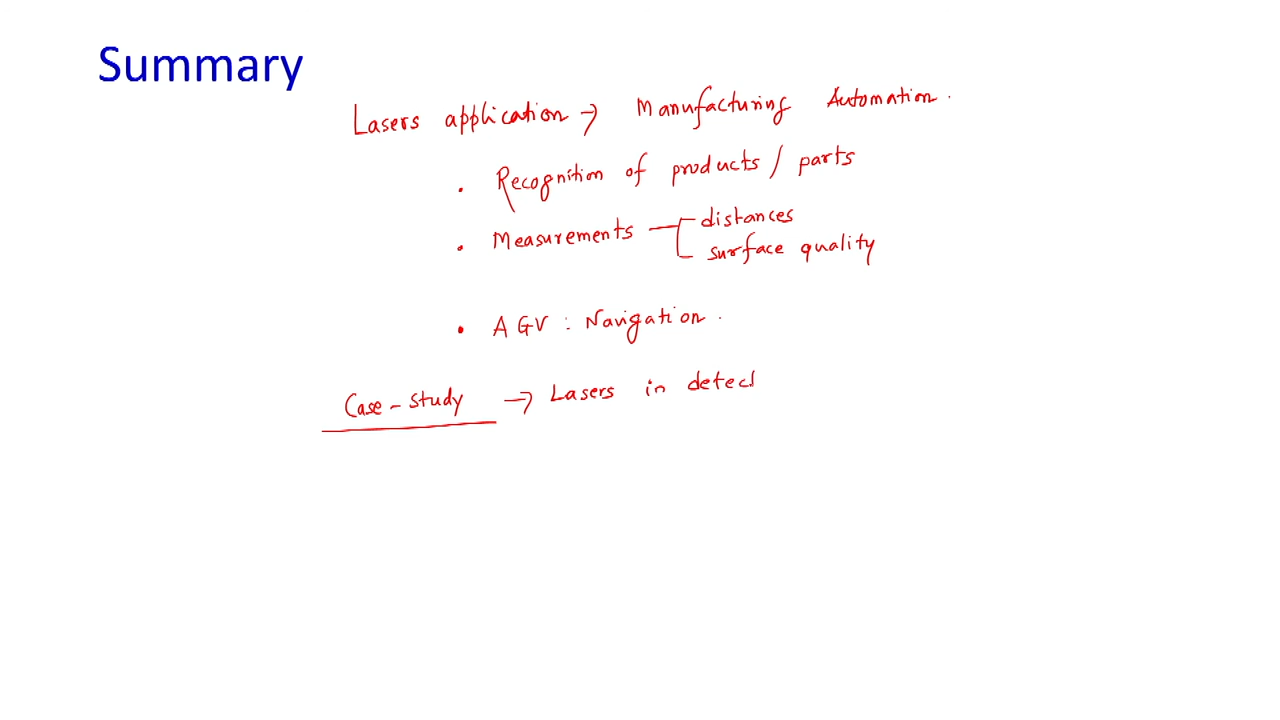 Summary
Lasers application → Manufacturing Automation.
• Recognition of products / parts
• Measurements — distances
surface quality
• AGV : Navigation.
Case-study → Lasers in detec